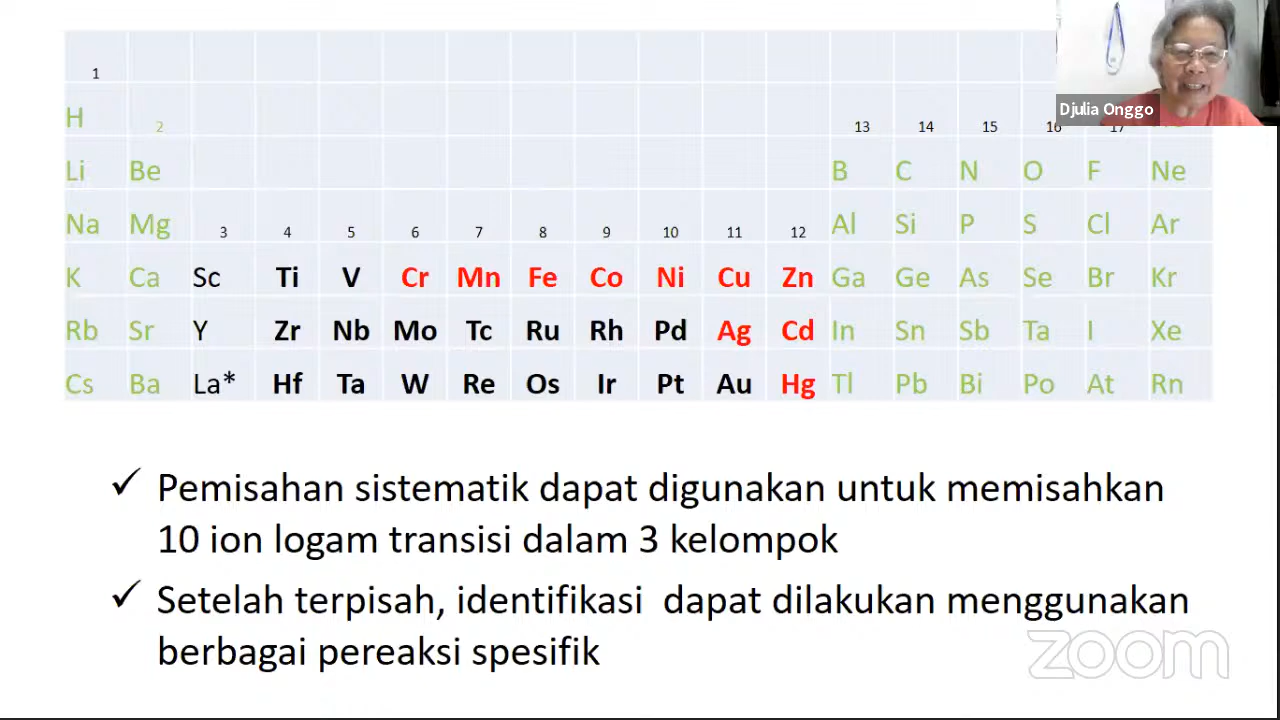 1
H 2 13 14 15 16 17
Li Be B C N O F Ne
Na Mg 3 4 5 6 7 8 9 10 11 12 Al Si P S Cl Ar
K Ca Sc Ti V Cr Mn Fe Co Ni Cu Zn Ga Ge As Se Br Kr
Rb Sr Y Zr Nb Mo Tc Ru Rh Pd Ag Cd In Sn Sb Ta I Xe
Cs Ba La* Hf Ta W Re Os Ir Pt Au Hg Tl Pb Bi Po At Rn
Djulia Onggo
✓ Pemisahan sistematik dapat digunakan untuk memisahkan
10 ion logam transisi dalam 3 kelompok
✓ Setelah terpisah, identifikasi dapat dilakukan menggunakan
berbagai pereaksi spesifik
zoom